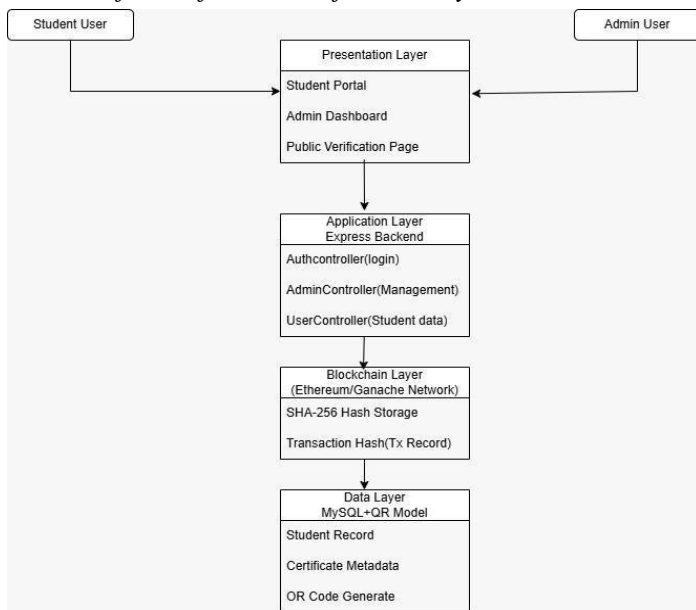 Student User
Admin User
Presentation Layer
Student Portal
Admin Dashboard
Public Verification Page
Application Layer
Express Backend
Authcontroller(login)
AdminController(Management)
UserController(Student data)
Blockchain Layer
(Ethereum/Ganache Network)
SHA-256 Hash Storage
Transaction Hash(Tx Record)
Data Layer
MySQL+QR Model
Student Record
Certificate Metadata
QR Code Generate